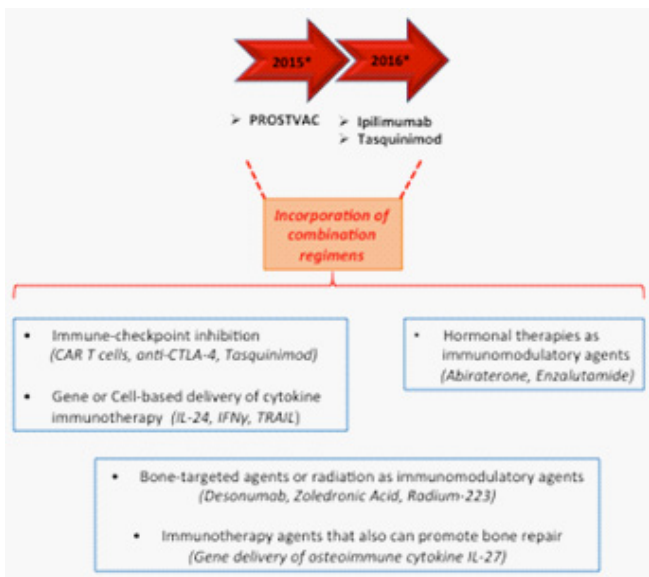 2015* 2016*
➢ PROSTVAC
➢ Ipilimumab
➢ Tasquinimod
Incorporation of
combination
regimens
• Immune-checkpoint inhibition
(CAR T cells, anti-CTLA-4, Tasquinimod)
• Gene or Cell-based delivery of cytokine
immunotherapy (IL-24, IFNγ, TRAIL)
• Hormonal therapies as
immunomodulatory agents
(Abiraterone, Enzalutamide)
• Bone-targeted agents or radiation as immunomodulatory agents
(Desonumab, Zoledronic Acid, Radium-223)
• Immunotherapy agents that also can promote bone repair
(Gene delivery of osteoimmune cytokine IL-27)